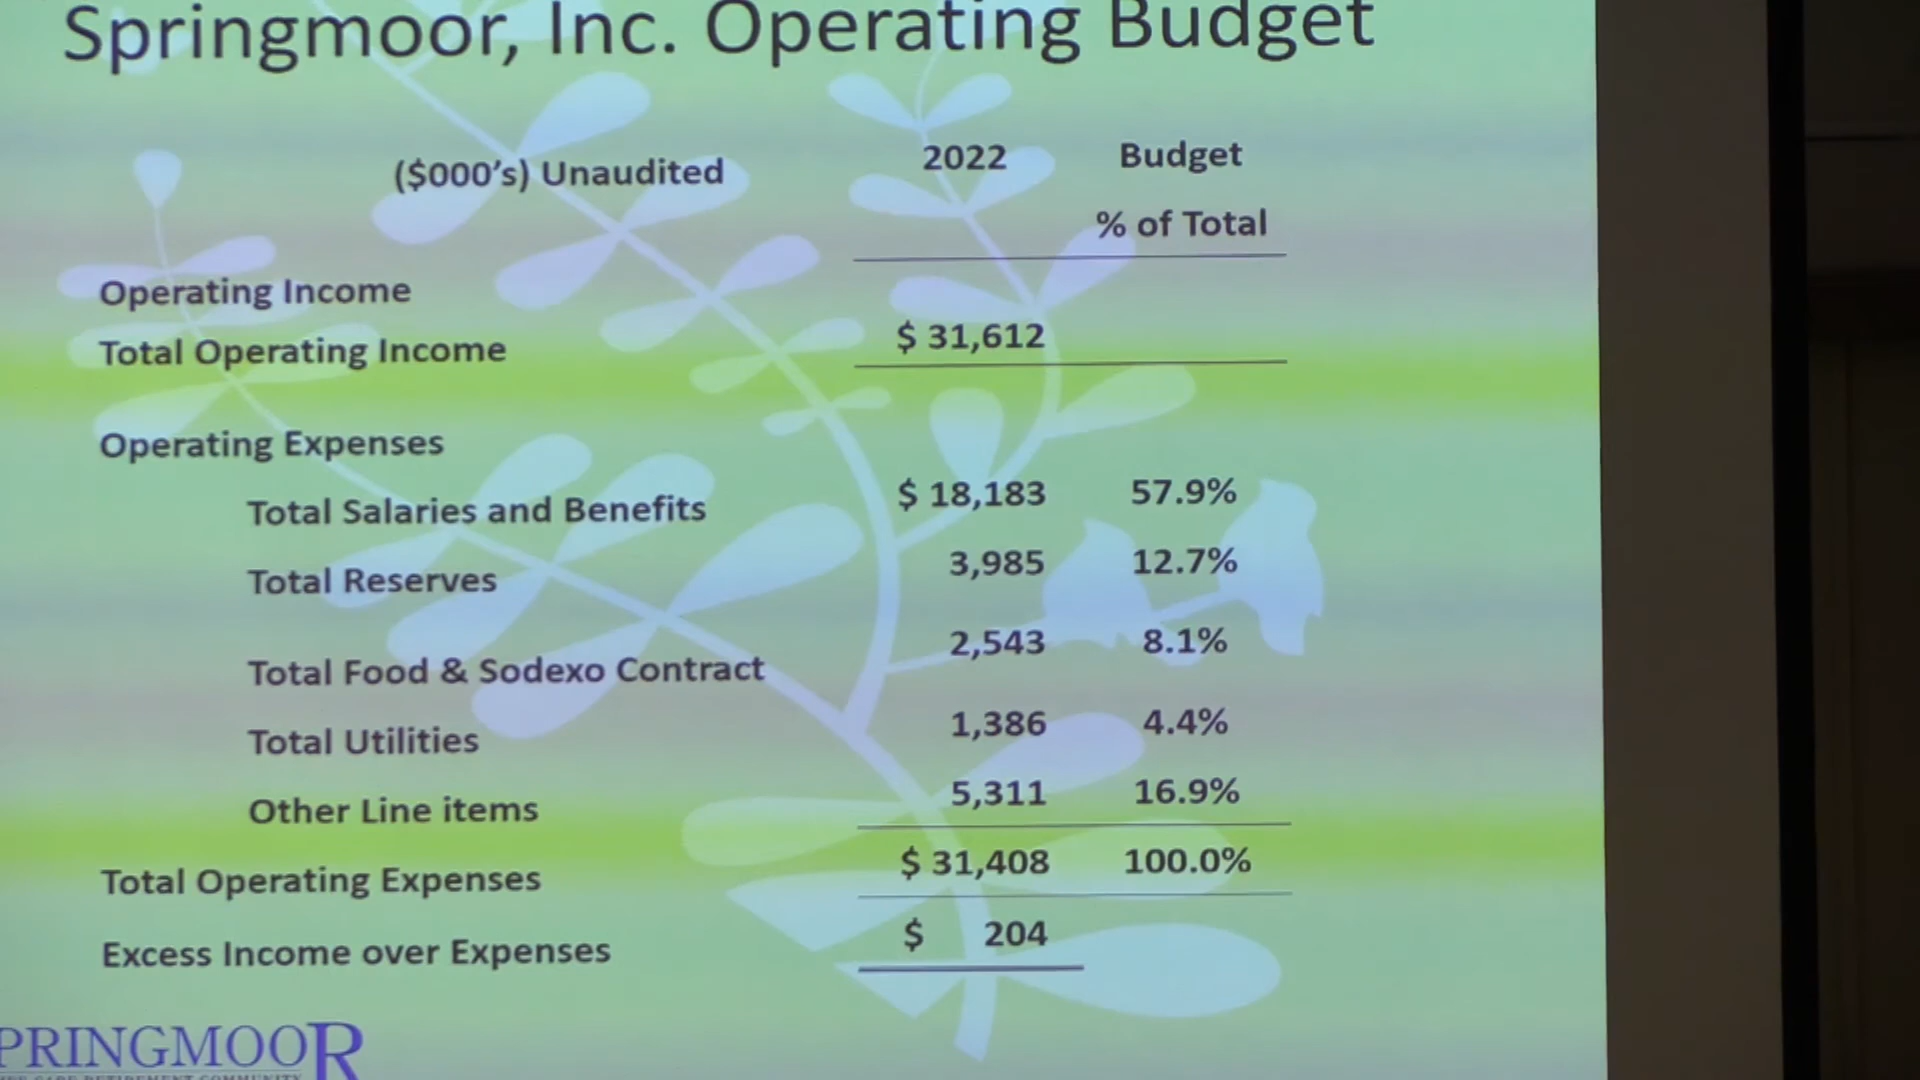 Springmoor, Inc. Operating Budget
($000's) Unaudited 2022 Budget
% of Total
Operating Income
Total Operating Income $ 31,612
Operating Expenses
Total Salaries and Benefits $ 18,183 57.9%
Total Reserves 3,985 12.7%
Total Food & Sodexo Contract 2,543 8.1%
Total Utilities 1,386 4.4%
Other Line items 5,311 16.9%
Total Operating Expenses $ 31,408 100.0%
Excess Income over Expenses $ 204
PRINGMOOR
CARE RETIREMENT COMMUNITY